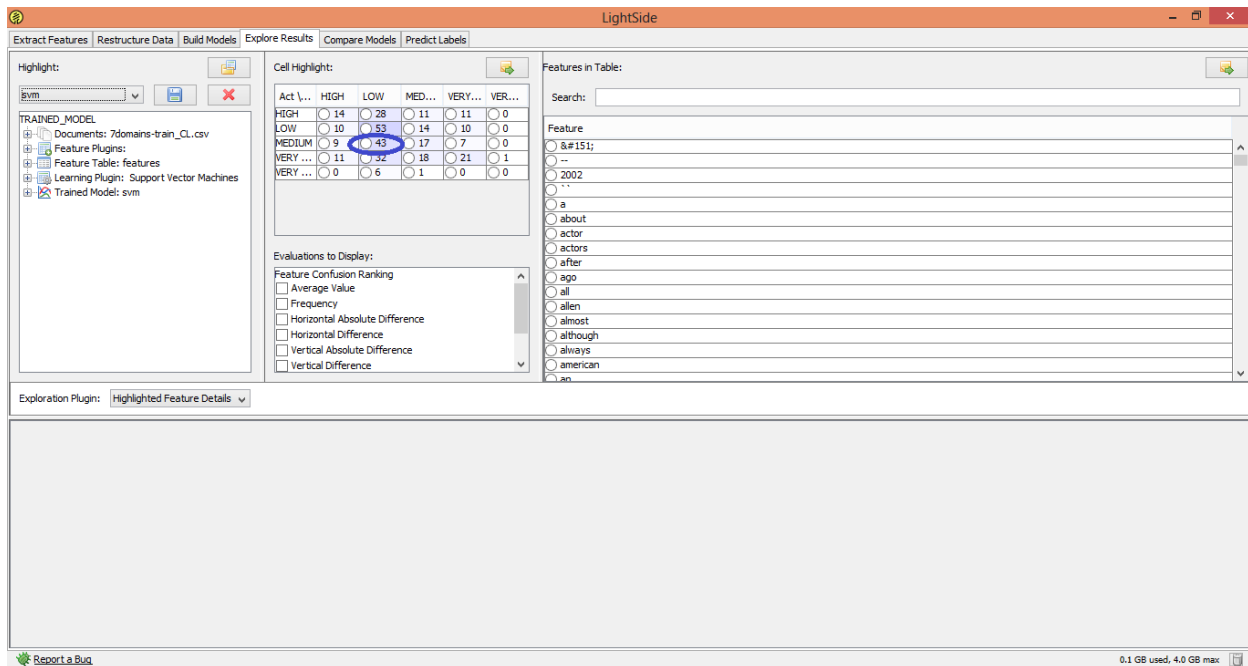 LightSide
Extract Features Restructure Data Build Models Explore Results Compare Models Predict Labels
Highlight:
svm
TRAINED_MODEL
Documents: 7domains-train_CL.csv
Feature Plugins:
Feature Table: features
Learning Plugin: Support Vector Machines
Trained Model: svm
Cell Highlight:
Act \... HIGH LOW MED... VERY... VER...
HIGH 14 28 11 11 0
LOW 10 53 14 10 0
MEDIUM 9 43 17 7 0
VERY ... 11 32 18 21 1
VERY ... 0 6 1 0 0
Evaluations to Display:
Feature Confusion Ranking
Average Value
Frequency
Horizontal Absolute Difference
Horizontal Difference
Vertical Absolute Difference
Vertical Difference
Features in Table:
Search:
Feature
&#151;
--
2002
``
a
about
actor
actors
after
ago
all
allen
almost
although
always
american
an
Exploration Plugin: Highlighted Feature Details
Report a Bug
0.1 GB used, 4.0 GB max